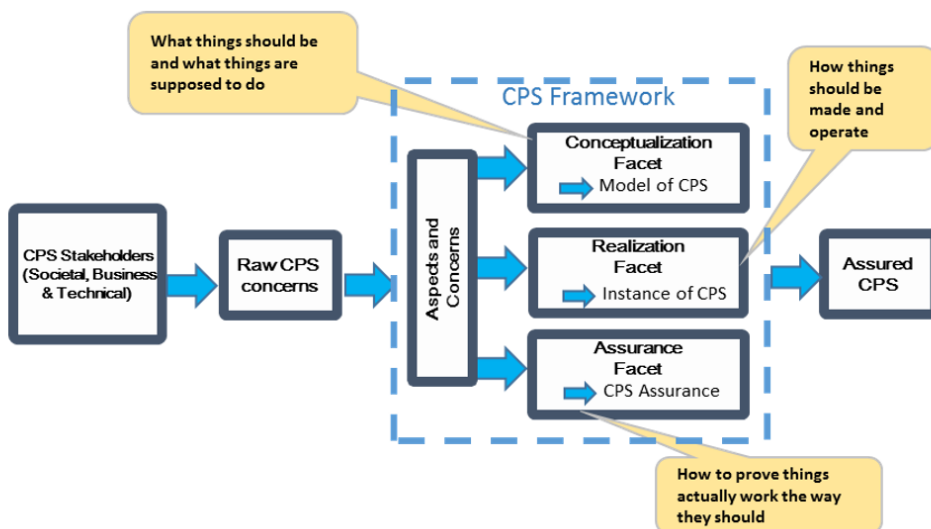 What things should be
and what things are
supposed to do
How things
should be
made and
operate
CPS Framework
CPS Stakeholders
(Societal, Business
& Technical)
Raw CPS
concerns
Aspects and
Concerns
Conceptualization
Facet
Model of CPS
Realization
Facet
Instance of CPS
Assurance
Facet
CPS Assurance
Assured
CPS
How to prove things
actually work the way
they should